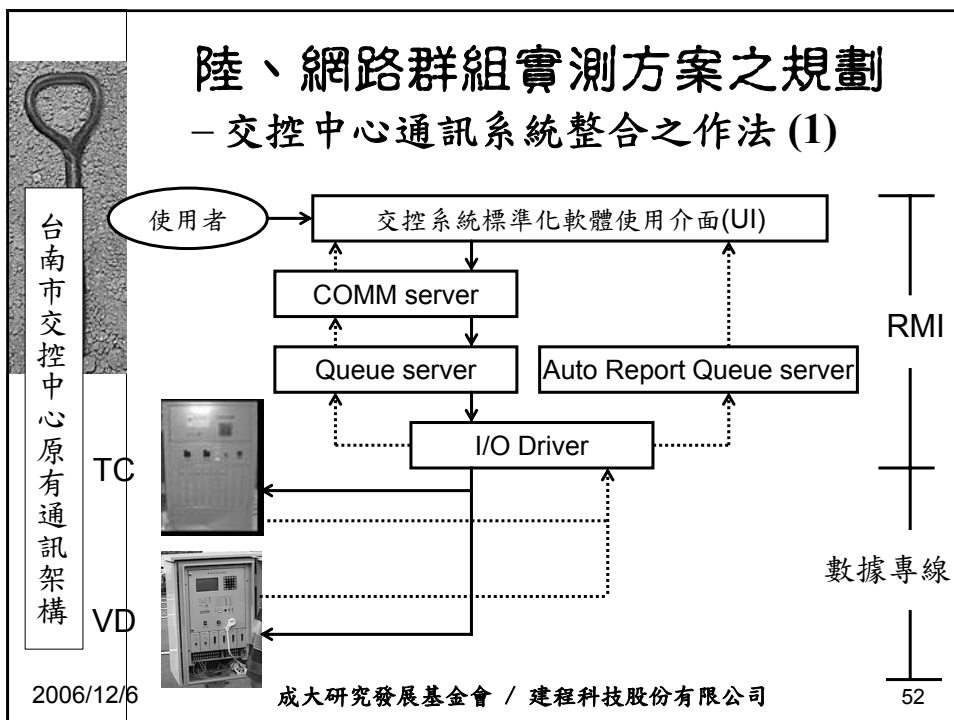 陸、網路群組實測方案之規劃
– 交控中心通訊系統整合之作法 (1)
台南市交控中心原有通訊架構
使用者
交控系統標準化軟體使用介面(UI)
COMM server
Queue server
Auto Report Queue server
I/O Driver
RMI
TC
數據專線
VD
2006/12/6
成大研究發展基金會 / 建程科技股份有限公司
52